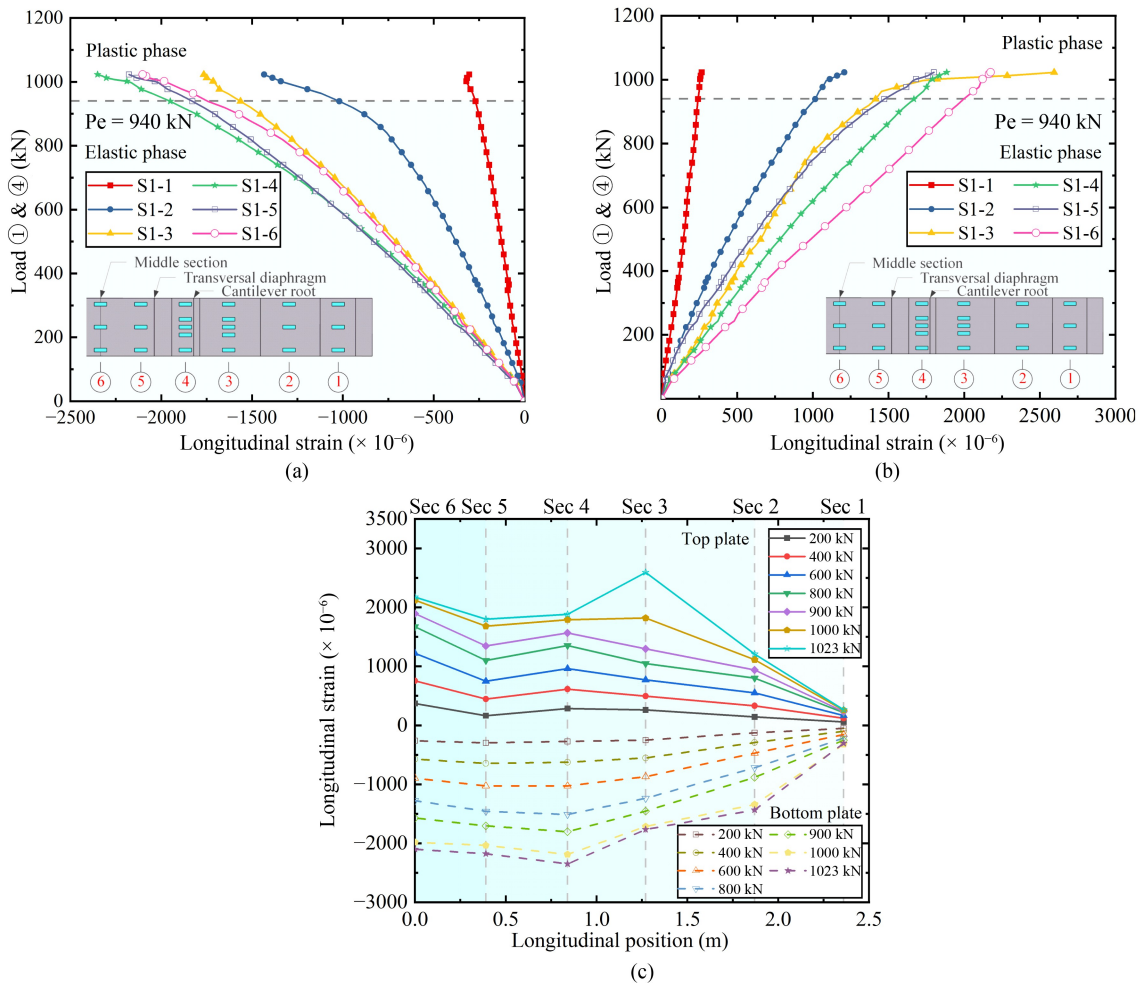 1200
1000
800
600
400
200
0
Load ① & ④ (kN)
Plastic phase
Pe = 940 kN
Elastic phase
S1-1 S1-4
S1-2 S1-5
S1-3 S1-6
Middle section
Transversal diaphragm
Cantilever root
⑥ ⑤ ④ ③ ② ①
−2500 −2000 −1500 −1000 −500 0
Longitudinal strain (× 10⁻⁶)
(a)
1200
1000
800
600
400
200
0
Load ① & ④ (kN)
Plastic phase
Pe = 940 kN
Elastic phase
S1-1 S1-4
S1-2 S1-5
S1-3 S1-6
Middle section
Transversal diaphragm
Cantilever root
⑥ ⑤ ④ ③ ② ①
0 500 1000 1500 2000 2500 3000
Longitudinal strain (× 10⁻⁶)
(b)
Sec 6 Sec 5 Sec 4 Sec 3 Sec 2 Sec 1
3500
3000
2000
1000
0
−1000
−2000
−3000
Longitudinal strain (× 10⁻⁶)
Top plate
200 kN
400 kN
600 kN
800 kN
900 kN
1000 kN
1023 kN
Bottom plate
200 kN 900 kN
400 kN 1000 kN
600 kN 1023 kN
800 kN
0.0 0.5 1.0 1.5 2.0 2.5
Longitudinal position (m)
(c)